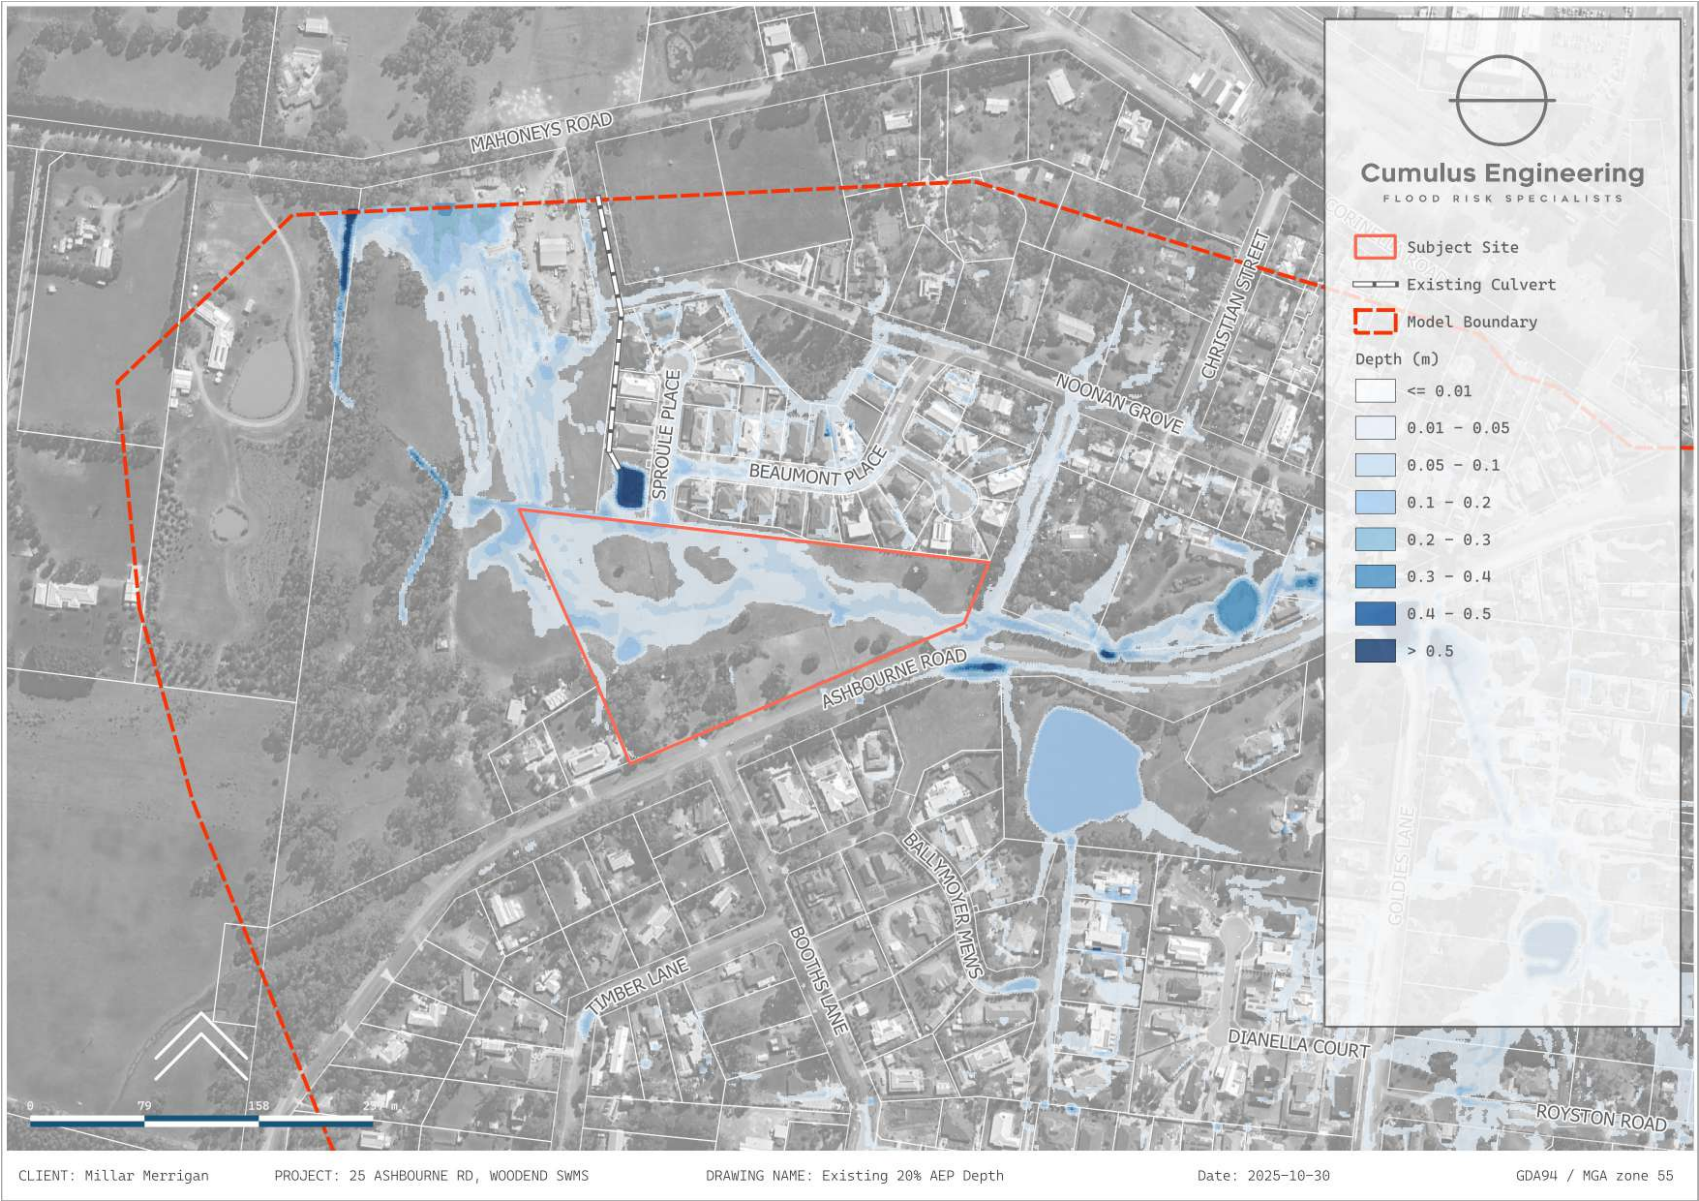 MAHONEYS ROAD
CHRISTIAN STREET
NOONAN GROVE
SPROULE PLACE
BEAUMONT PLACE
ASHBOURNE ROAD
BALLYMOYER MEWS
BOOTHS LANE
TIMBER LANE
DIANELLA COURT
GOLDIES LANE
ROYSTON ROAD
Cumulus Engineering
FLOOD RISK SPECIALISTS
Subject Site
Existing Culvert
Model Boundary
Depth (m)
<= 0.01
0.01 - 0.05
0.05 - 0.1
0.1 - 0.2
0.2 - 0.3
0.3 - 0.4
0.4 - 0.5
> 0.5
0 79 158 m
CLIENT: Millar Merrigan PROJECT: 25 ASHBOURNE RD, WOODEND SWMS DRAWING NAME: Existing 20% AEP Depth Date: 2025-10-30 GDA94 / MGA zone 55